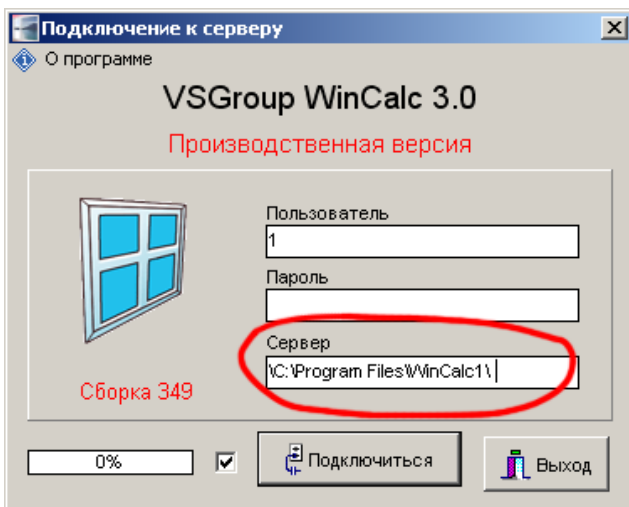 Подключение к серверу
О программе
VSGroup WinCalc 3.0
Производственная версия
Пользователь
1
Пароль
Сервер
\C:\Program Files\WinCalc1\
Сборка 349
0%
Подключиться
Выход